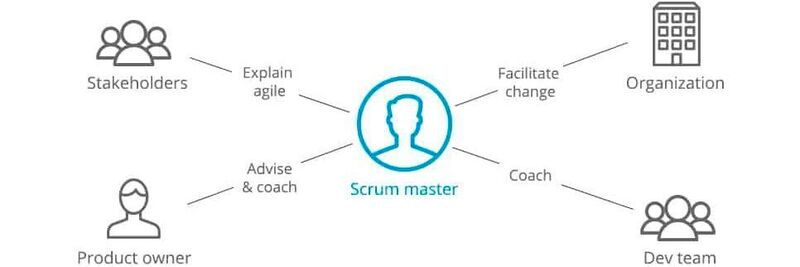 Stakeholders
Explain
agile
Facilitate
change
Organization
Scrum master
Advise
& coach
Coach
Product owner
Dev team